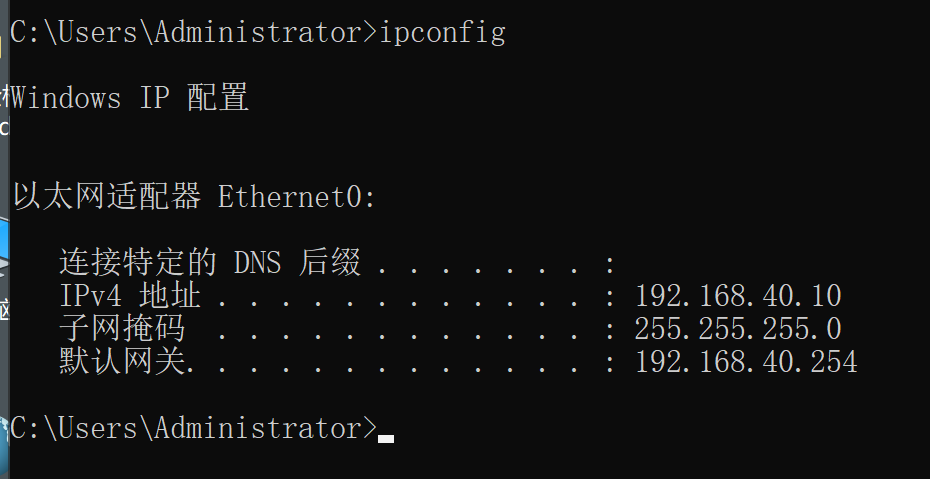 C:\Users\Administrator>ipconfig
Windows IP 配置
以太网适配器 Ethernet0:
连接特定的 DNS 后缀 . . . . . . . :
IPv4 地址 . . . . . . . . . . . . : 192.168.40.10
子网掩码  . . . . . . . . . . . . : 255.255.255.0
默认网关. . . . . . . . . . . . . : 192.168.40.254
C:\Users\Administrator>